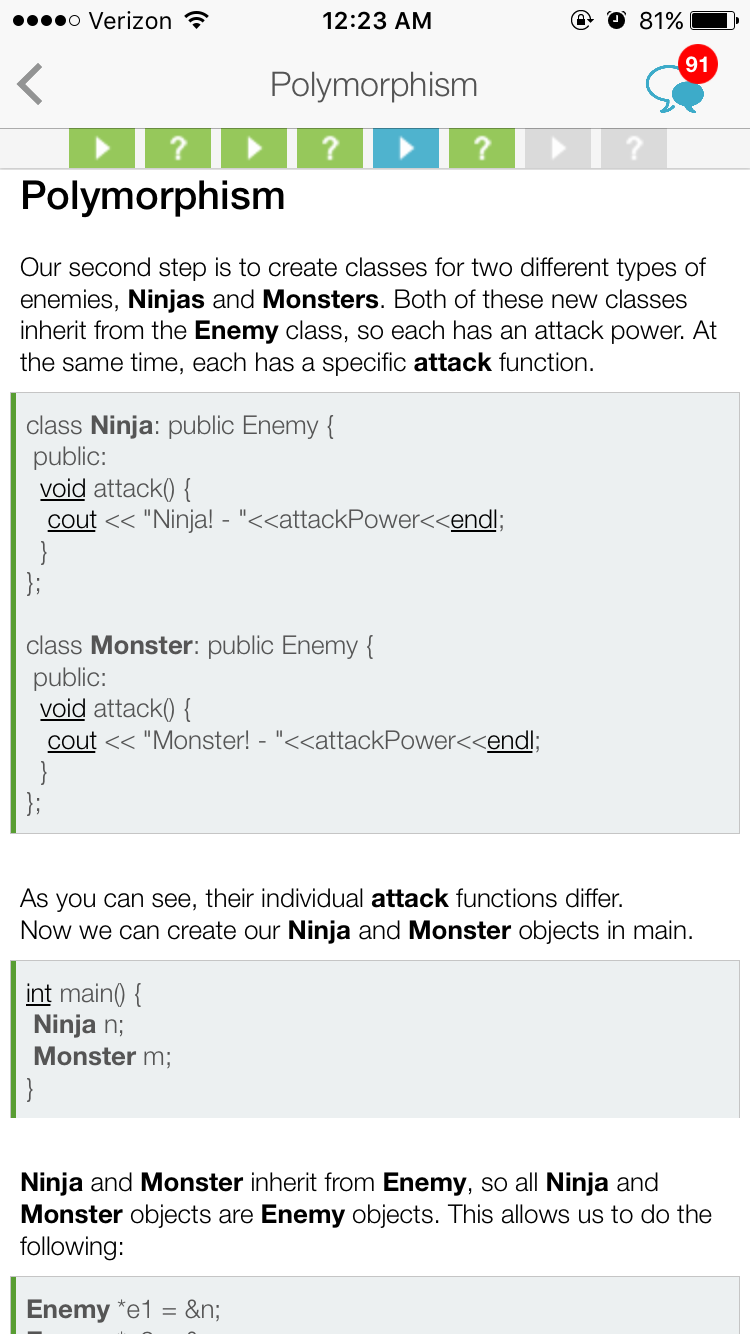 Verizon 12:23 AM 81%
Polymorphism 91
? ? ? ?
Polymorphism
Our second step is to create classes for two different types of
enemies, Ninjas and Monsters. Both of these new classes
inherit from the Enemy class, so each has an attack power. At
the same time, each has a specific attack function.
class Ninja: public Enemy {
public:
void attack() {
cout << "Ninja! - "<<attackPower<<endl;
}
};
class Monster: public Enemy {
public:
void attack() {
cout << "Monster! - "<<attackPower<<endl;
}
};
As you can see, their individual attack functions differ.
Now we can create our Ninja and Monster objects in main.
int main() {
Ninja n;
Monster m;
}
Ninja and Monster inherit from Enemy, so all Ninja and
Monster objects are Enemy objects. This allows us to do the
following:
Enemy *e1 = &n;